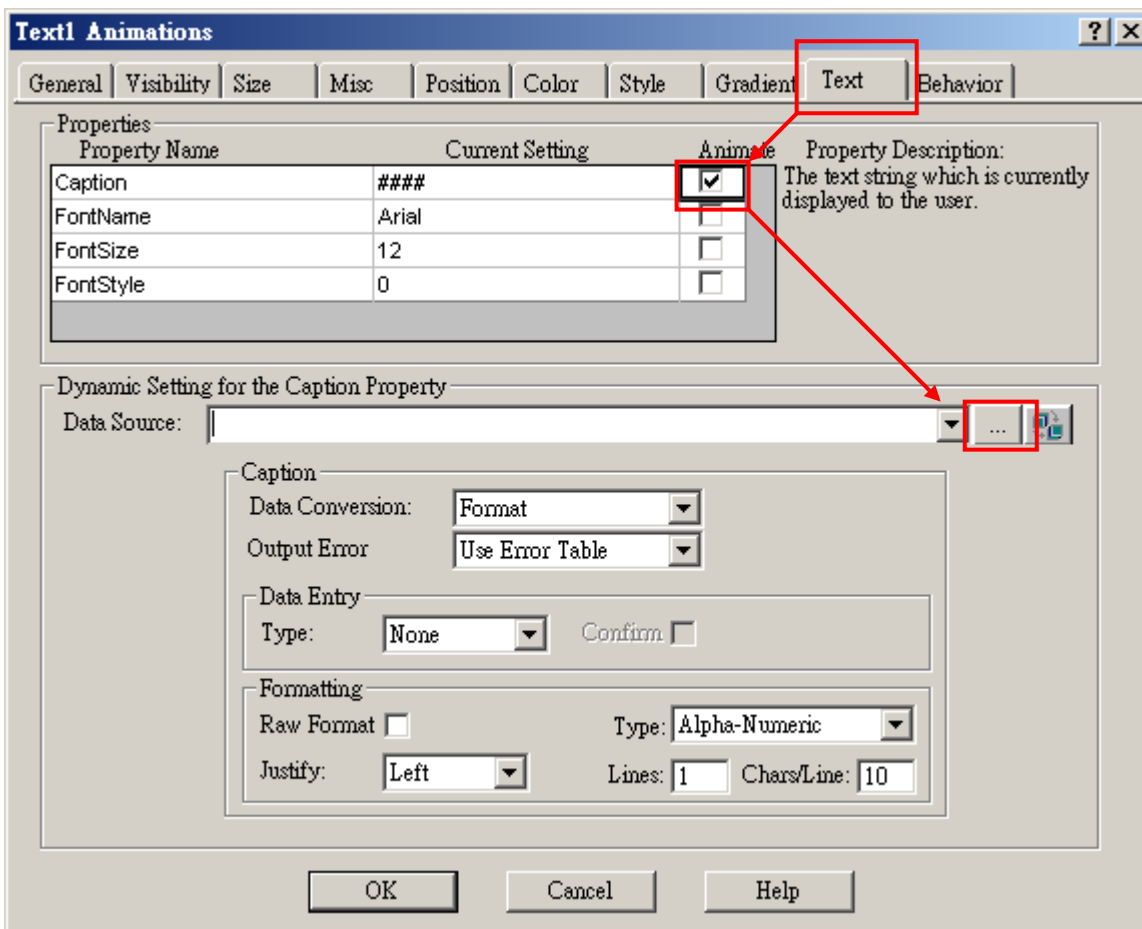 Text1 Animations ? X
General Visibility Size Misc Position Color Style Gradient Text Behavior
Properties
Property Name Current Setting Animate Property Description:
Caption #### The text string which is currently
displayed to the user.
FontName Arial
FontSize 12
FontStyle 0
Dynamic Setting for the Caption Property
Data Source: ...
Caption
Data Conversion: Format
Output Error Use Error Table
Data Entry
Type: None Confirm
Formatting
Raw Format Type: Alpha-Numeric
Justify: Left Lines: 1 Chars/Line: 10
OK Cancel Help